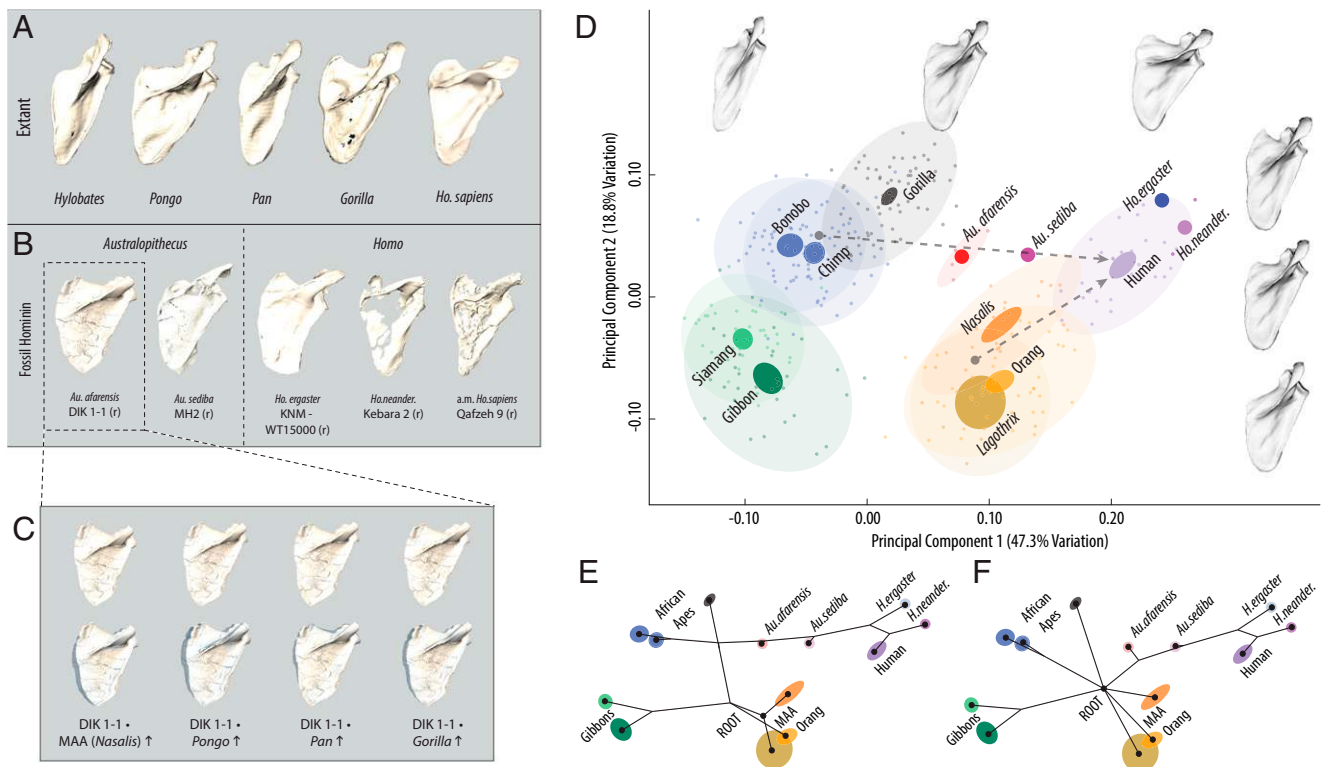 A
Extant
Hylobates
Pongo
Pan
Gorilla
Ho. sapiens
B
Australopithecus
Homo
Fossil Hominin
Au. afarensis
DIK 1-1 (r)
Au. sediba
MH2 (r)
Ho. ergaster
KNM -
WT15000 (r)
Ho.neander.
Kebara 2 (r)
a.m. Ho.sapiens
Qafzeh 9 (r)
C
DIK 1-1 •
MAA (Nasalis) ↑
DIK 1-1 •
Pongo ↑
DIK 1-1 •
Pan ↑
DIK 1-1 •
Gorilla ↑
D
Principal Component 2 (18.8% Variation)
0.10
0.00
-0.10
Bonobo
Chimp
Gorilla
Au. afarensis
Au. sediba
Ho.ergaster
Ho.neander.
Human
Nasalis
Orang
Lagothrix
Siamang
Gibbon
-0.10
0.00
0.10
0.20
Principal Component 1 (47.3% Variation)
E
African
Apes
Au.afarensis
Au.sediba
H.ergaster
H.neander.
Human
Gibbons
ROOT
MAA
Orang
F
African
Apes
Au.afarensis
Au.sediba
H.ergaster
H.neander.
Human
Gibbons
ROOT
MAA
Orang